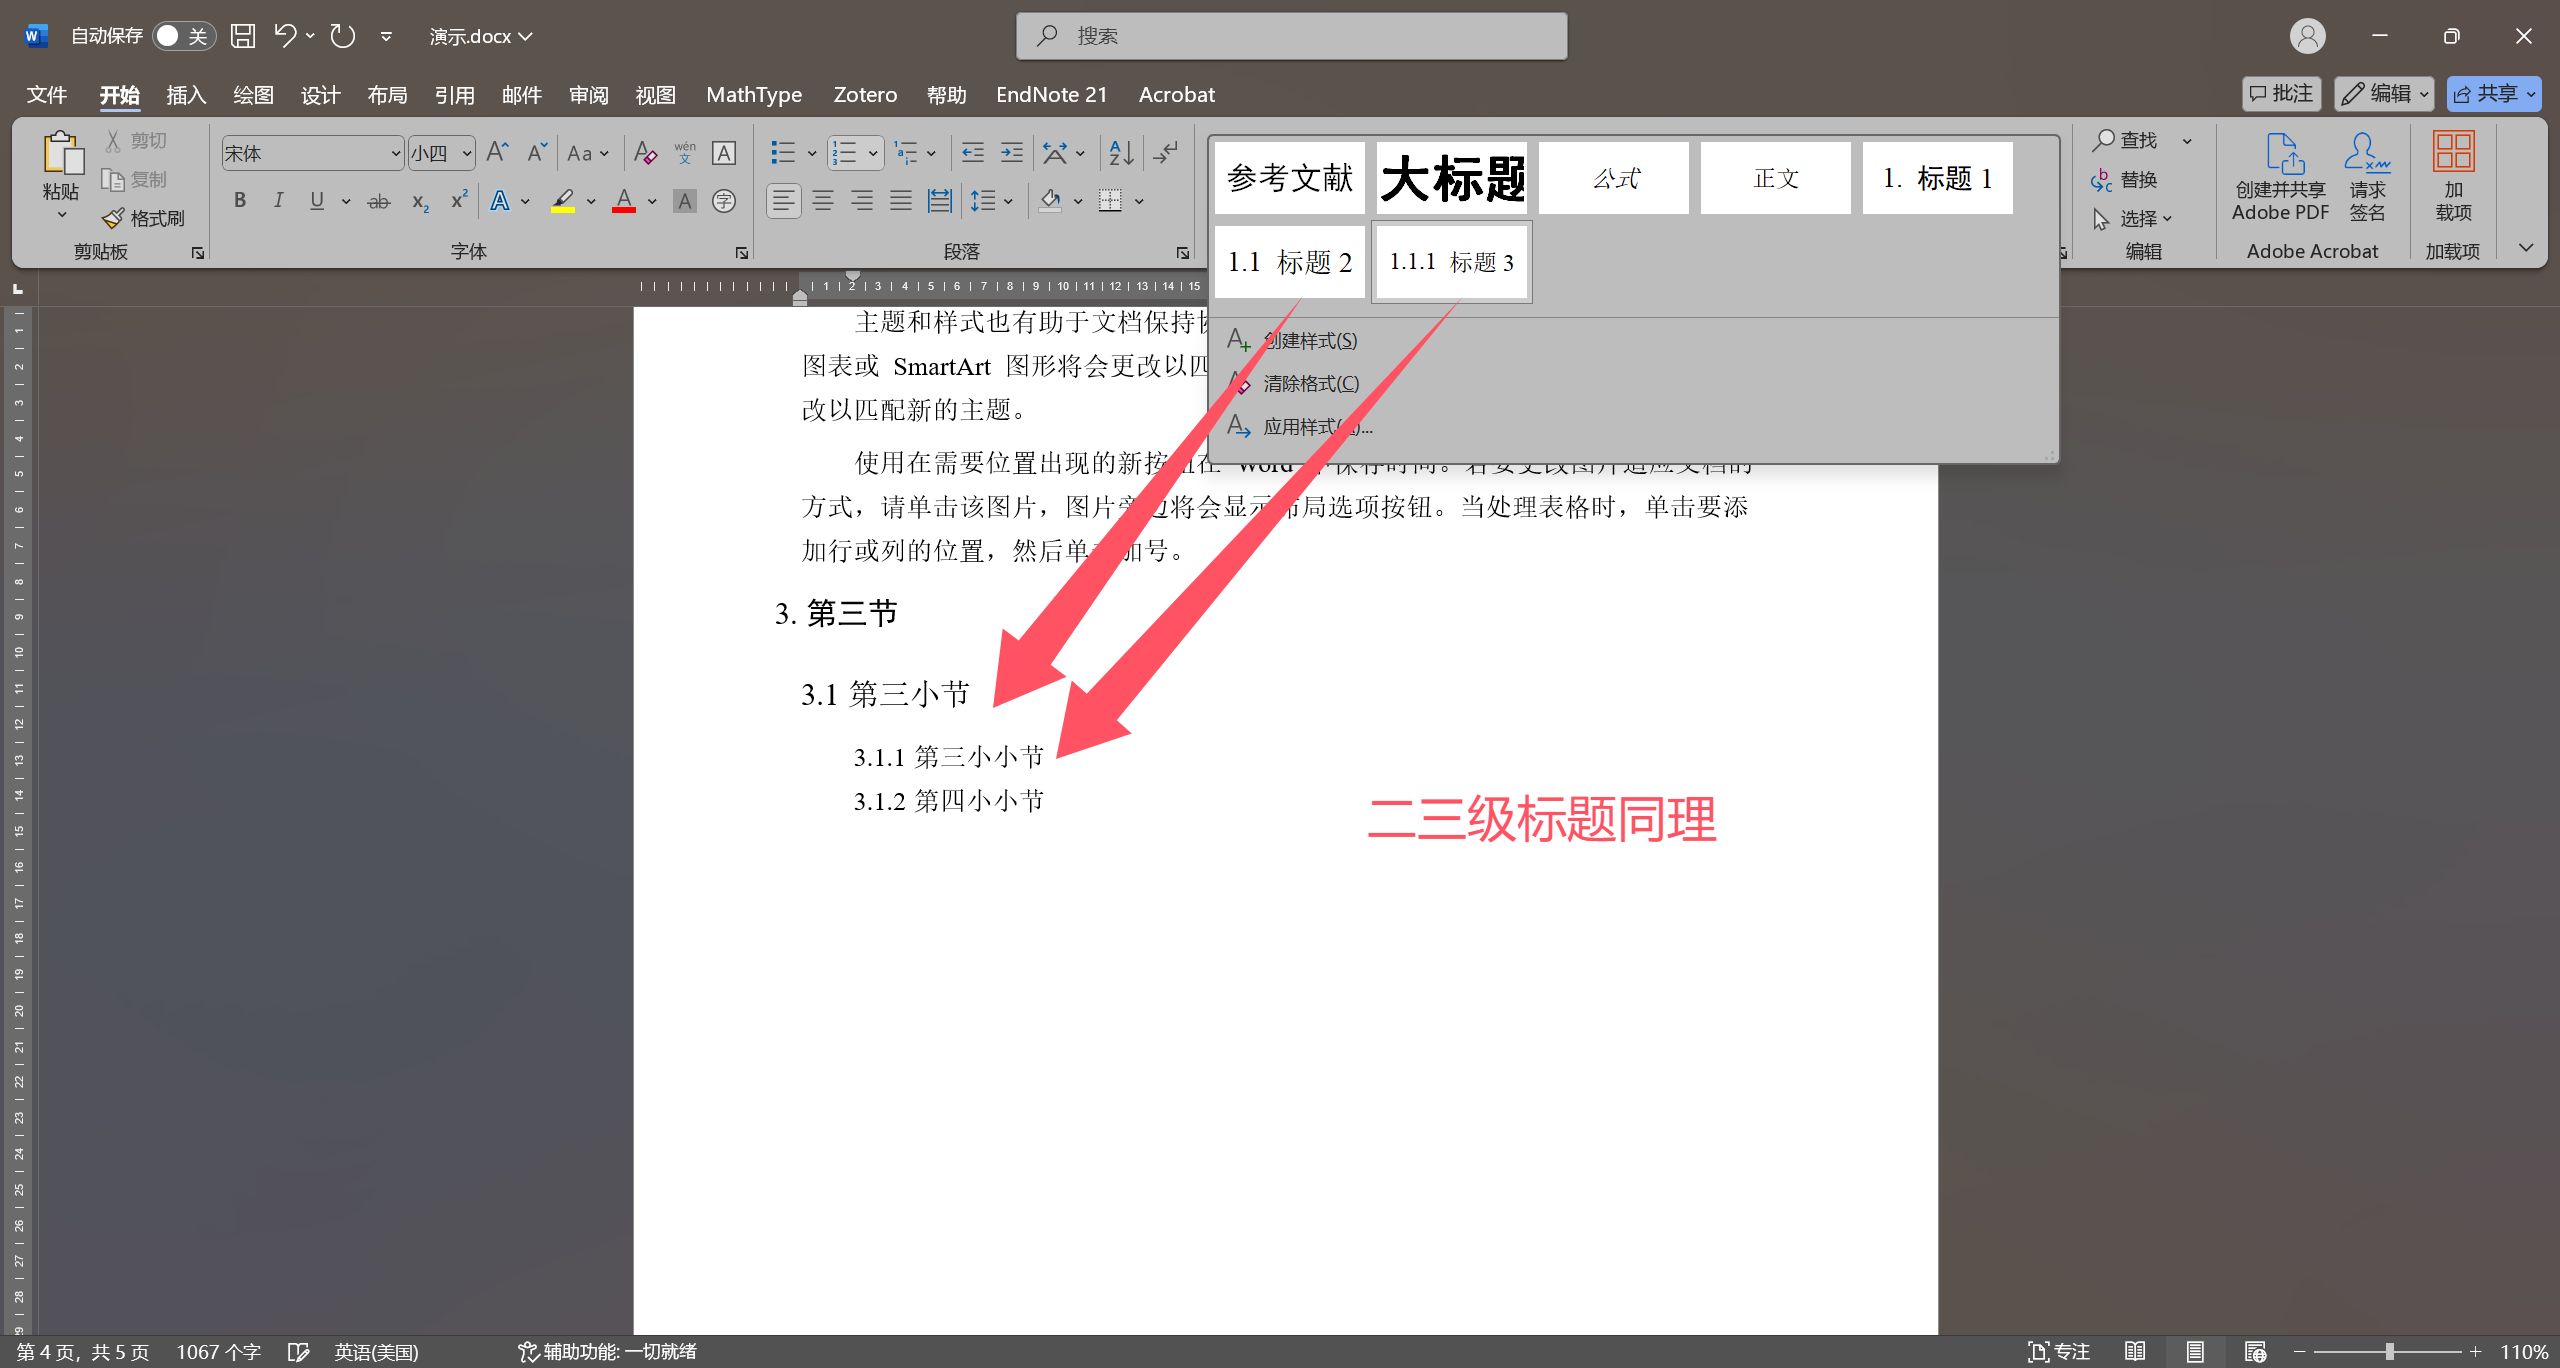 自动保存 关 演示.docx 搜索
文件 开始 插入 绘图 设计 布局 引用 邮件 审阅 视图 MathType Zotero 帮助 EndNote 21 Acrobat 批注 编辑 共享
粘贴 剪切 复制 格式刷 剪贴板
宋体 小四 字体
段落
参考文献 大标题 公式 正文 1. 标题 1
1.1 标题 2 1.1.1 标题 3
创建样式(S)
清除格式(C)
应用样式
查找 替换 选择 编辑
创建并共享 Adobe PDF 请求签名 Adobe Acrobat
加载项 加载项
1 2 3 4 5 6 7 8 9 10 11 12 13 14 15
主题和样式也有助于文档保持
图表或 SmartArt 图形将会更改以匹
改以匹配新的主题。
使用在需要位置出现的新按钮在 Word 中保存时间。若要更改图片适应文档的
方式，请单击该图片，图片旁边将会显示布局选项按钮。当处理表格时，单击要添
加行或列的位置，然后单击加号。
3. 第三节
3.1 第三小节
3.1.1 第三小小节
3.1.2 第四小小节
二三级标题同理
第 4 页，共 5 页 1067 个字 英语(美国) 辅助功能: 一切就绪 专注 110%